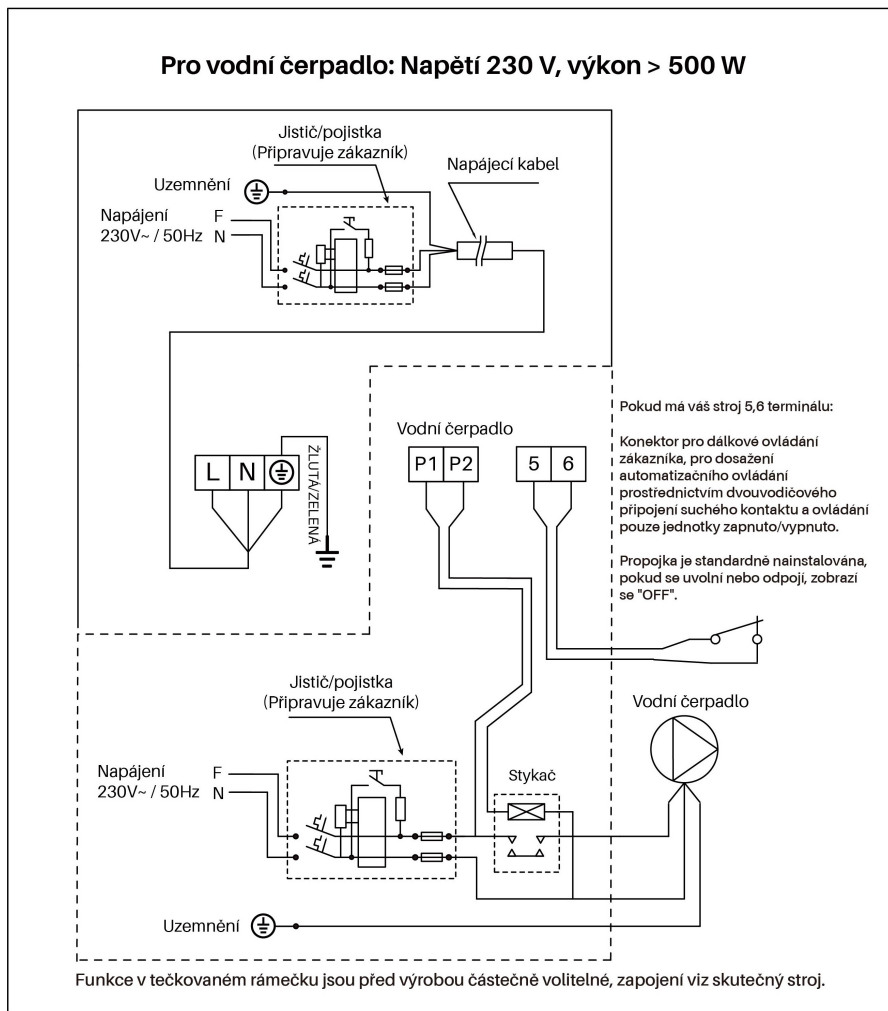 Pro vodní čerpadlo: Napětí 230 V, výkon > 500 W
Jistič/pojistka
(Připravuje zákazník)
Napájecí kabel
Uzemnění
Napájení F
230V~ / 50Hz N
Pokud má váš stroj 5,6 terminálu:
Vodní čerpadlo
Konektor pro dálkové ovládání
zákazníka, pro dosažení
automatizačního ovládání
prostřednictvím dvouvodičového
připojení suchého kontaktu a ovládání
pouze jednotky zapnuto/vypnuto.
Propojka je standardně nainstalována,
pokud se uvolní nebo odpojí, zobrazí
se "OFF".
L N
ŽLUTÁ/ZELENÁ
P1 P2
5 6
Jistič/pojistka
(Připravuje zákazník)
Vodní čerpadlo
Stykač
Napájení F
230V~ / 50Hz N
Uzemnění
Funkce v tečkovaném rámečku jsou před výrobou částečně volitelné, zapojení viz skutečný stroj.